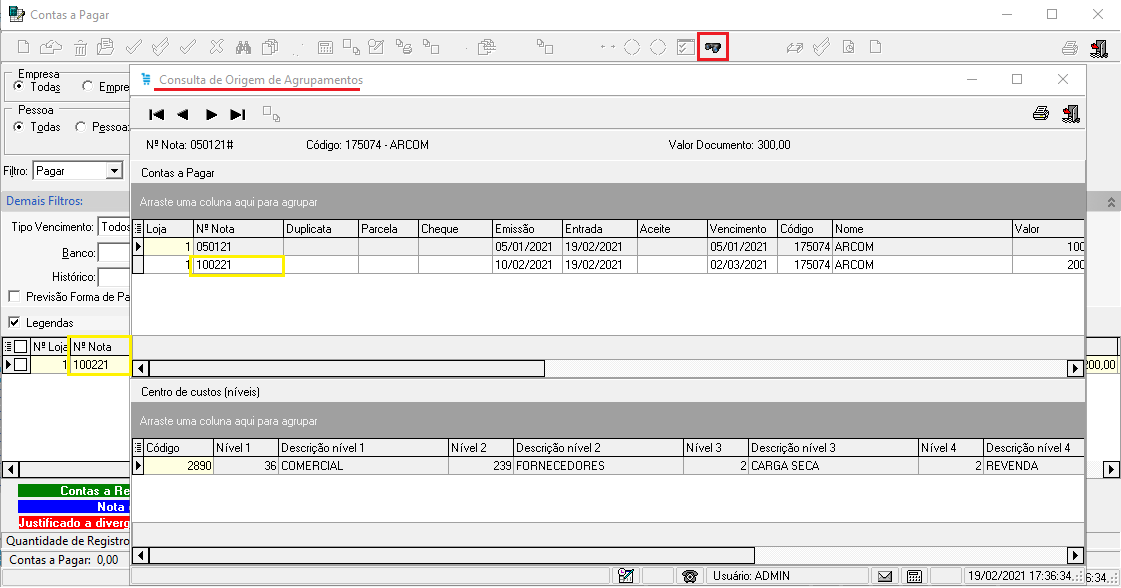 Contas a Pagar
Empresa
Todas Empre
Pessoa
Todas Pessoa
Filtro: Pagar
Demais Filtros:
Tipo Vencimento: Todos
Banco:
Histórico:
Previsão Forma de Pa
Legendas
Nº Loja Nº Nota
1 100221 200,00
Contas a Re
Nota
Justificado a diverg
Quantidade de Registro
Contas a Pagar: 0,00
Consulta de Origem de Agrupamentos
Nº Nota: 050121# Código: 175074 - ARCOM Valor Documento: 300,00
Contas a Pagar
Arraste uma coluna aqui para agrupar
Loja Nº Nota Duplicata Parcela Cheque Emissão Entrada Aceite Vencimento Código Nome Valor
1 050121 05/01/2021 19/02/2021 05/01/2021 175074 ARCOM 100
1 100221 10/02/2021 19/02/2021 02/03/2021 175074 ARCOM 200
Centro de custos (níveis)
Arraste uma coluna aqui para agrupar
Código Nível 1 Descrição nível 1 Nível 2 Descrição nível 2 Nível 3 Descrição nível 3 Nível 4 Descrição nível 4
2890 36 COMERCIAL 239 FORNECEDORES 2 CARGA SECA 2 REVENDA
Usuário: ADMIN 19/02/2021 17:36:34
6:34